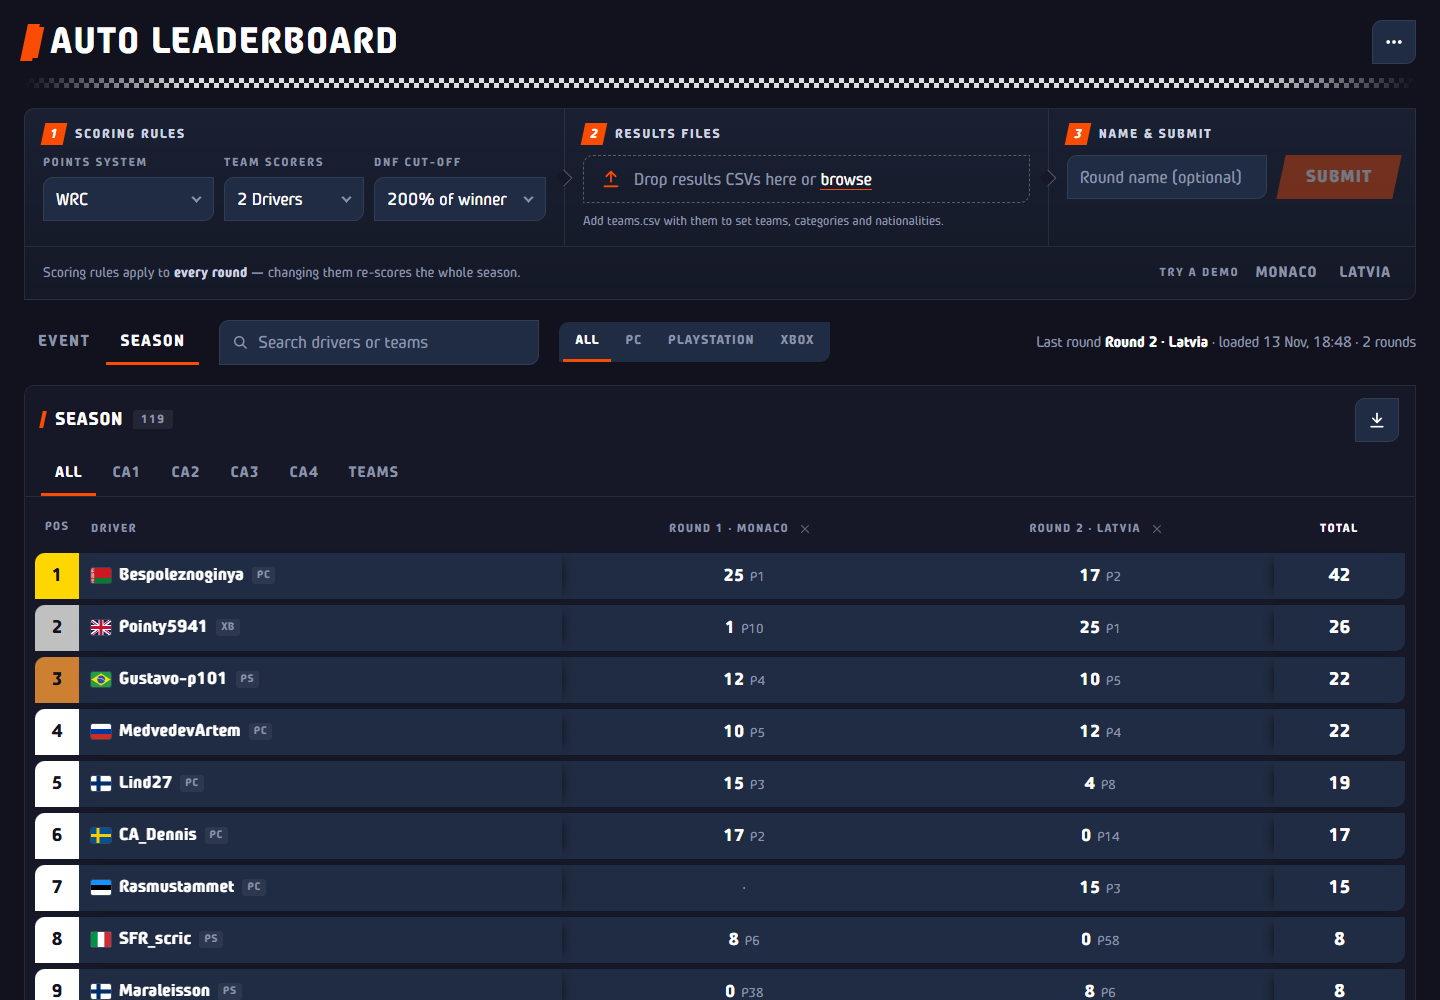 AUTO LEADERBOARD
1 SCORING RULES
POINTS SYSTEM TEAM SCORERS DNF CUT-OFF
WRC 2 Drivers 200% of winner
2 RESULTS FILES
Drop results CSVs here or browse
Add teams.csv with them to set teams, categories and nationalities.
3 NAME & SUBMIT
Round name (optional) SUBMIT
Scoring rules apply to every round — changing them re-scores the whole season.
TRY A DEMO MONACO LATVIA
EVENT SEASON Search drivers or teams ALL PC PLAYSTATION XBOX Last round Round 2 · Latvia · loaded 13 Nov, 18:48 · 2 rounds
SEASON 119
ALL CA1 CA2 CA3 CA4 TEAMS
POS DRIVER ROUND 1 · MONACO × ROUND 2 · LATVIA × TOTAL
1 Bespoleznoginya PC 25 P1 17 P2 42
2 Pointy5941 XB 1 P10 25 P1 26
3 Gustavo-p101 PS 12 P4 10 P5 22
4 MedvedevArtem PC 10 P5 12 P4 22
5 Lind27 PC 15 P3 4 P8 19
6 CA_Dennis PC 17 P2 0 P14 17
7 Rasmustammet PC · 15 P3 15
8 SFR_scric PS 8 P6 0 P58 8
9 Maraleisson PS 0 P38 8 P6 8